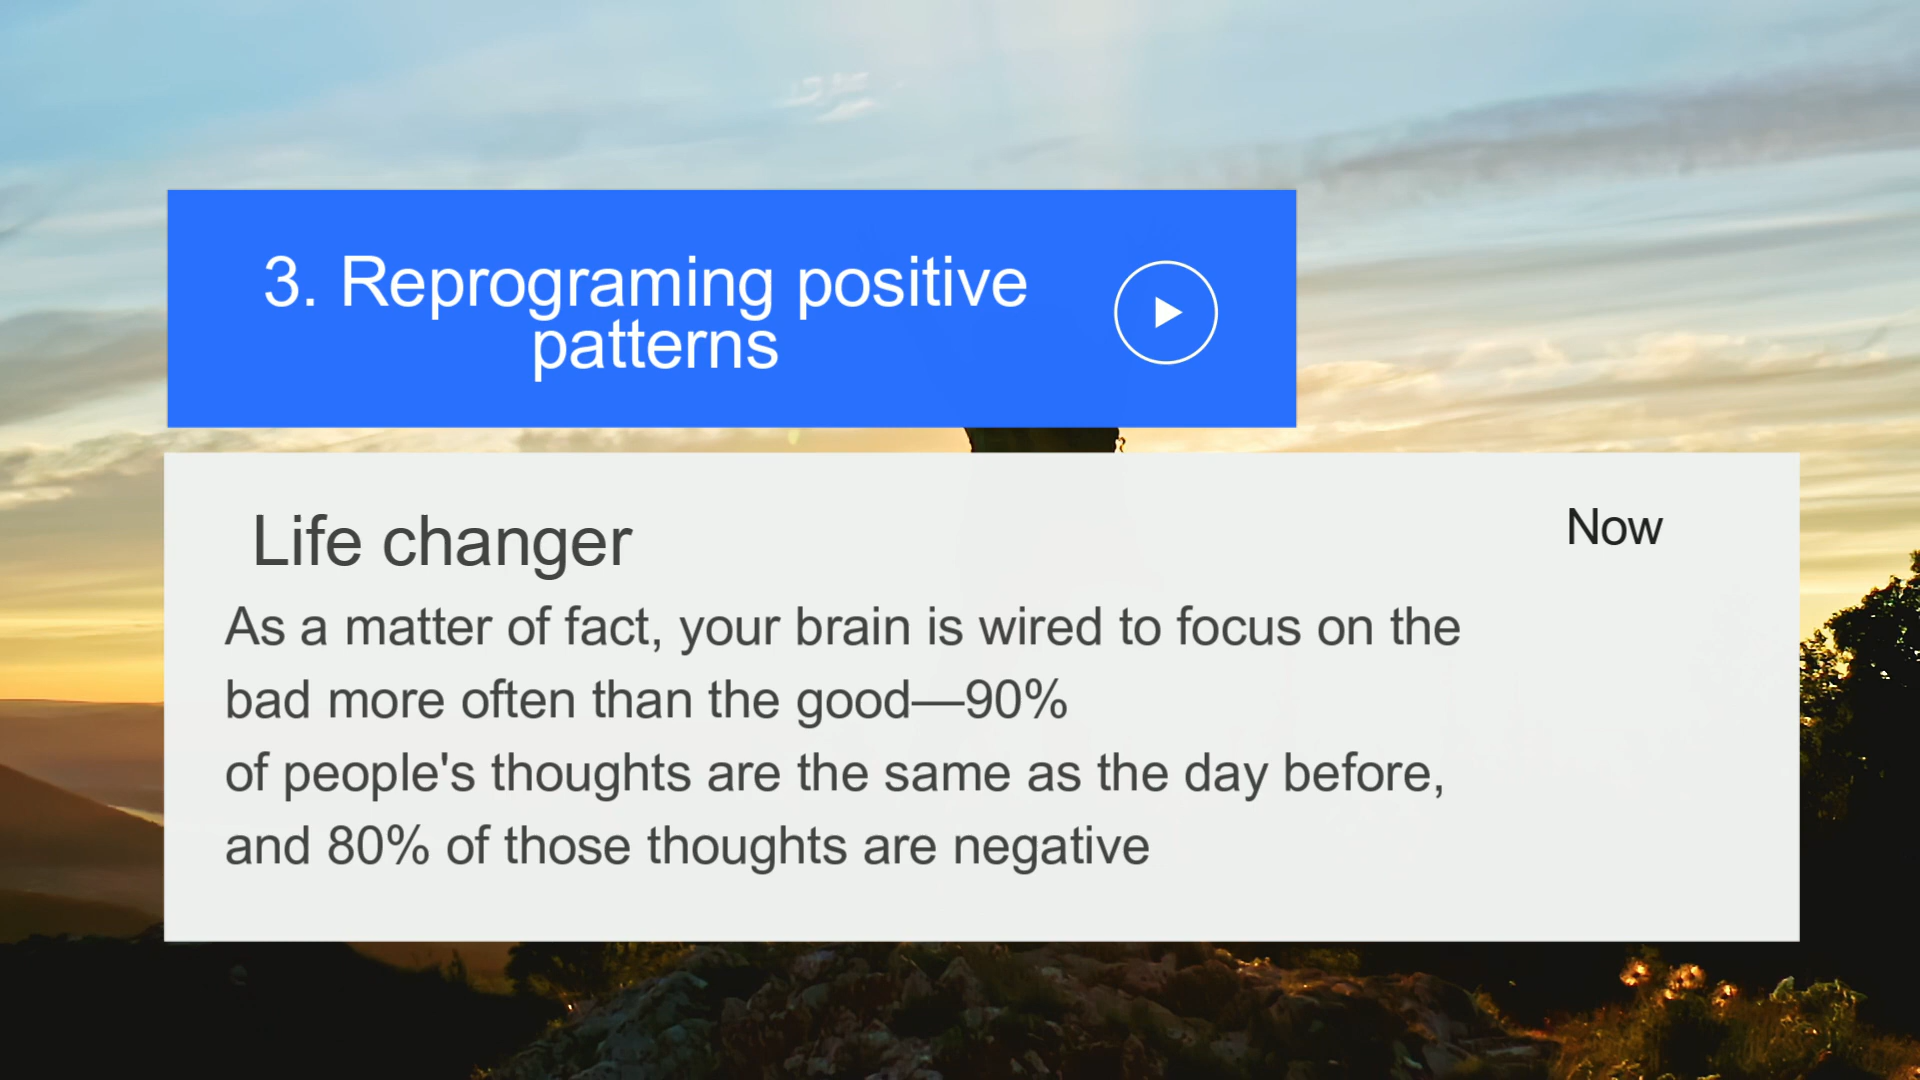 3. Reprograming positive
patterns
Life changer
Now
As a matter of fact, your brain is wired to focus on the
bad more often than the good—90%
of people's thoughts are the same as the day before,
and 80% of those thoughts are negative